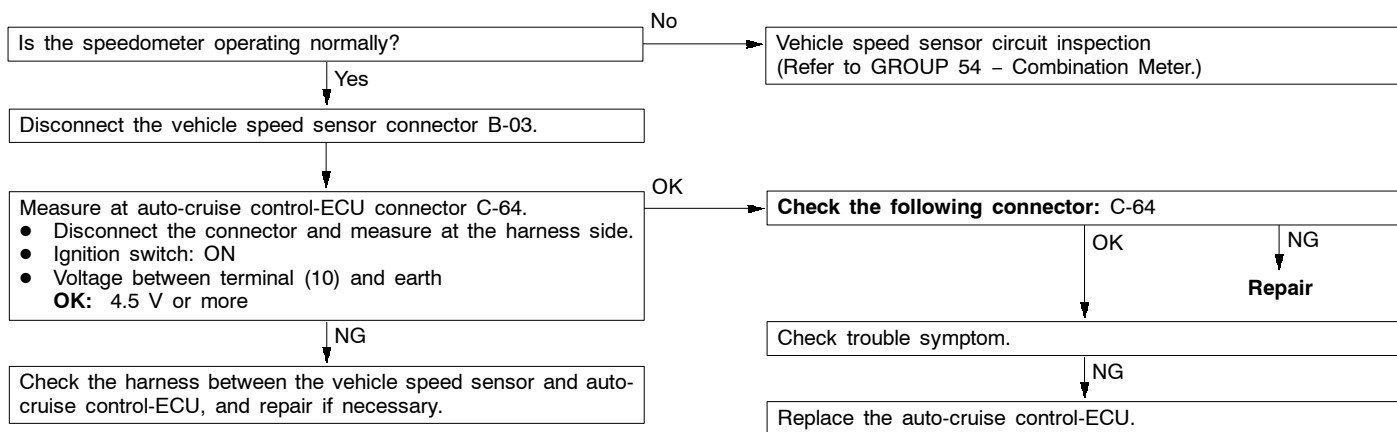 Is the speedometer operating normally?
No
Vehicle speed sensor circuit inspection
(Refer to GROUP 54 – Combination Meter.)
Yes
Disconnect the vehicle speed sensor connector B-03.
Measure at auto-cruise control-ECU connector C-64.
● Disconnect the connector and measure at the harness side.
● Ignition switch: ON
● Voltage between terminal (10) and earth
OK: 4.5 V or more
OK
Check the following connector: C-64
OK
NG
Repair
NG
Check trouble symptom.
NG
Check the harness between the vehicle speed sensor and auto-
cruise control-ECU, and repair if necessary.
Replace the auto-cruise control-ECU.